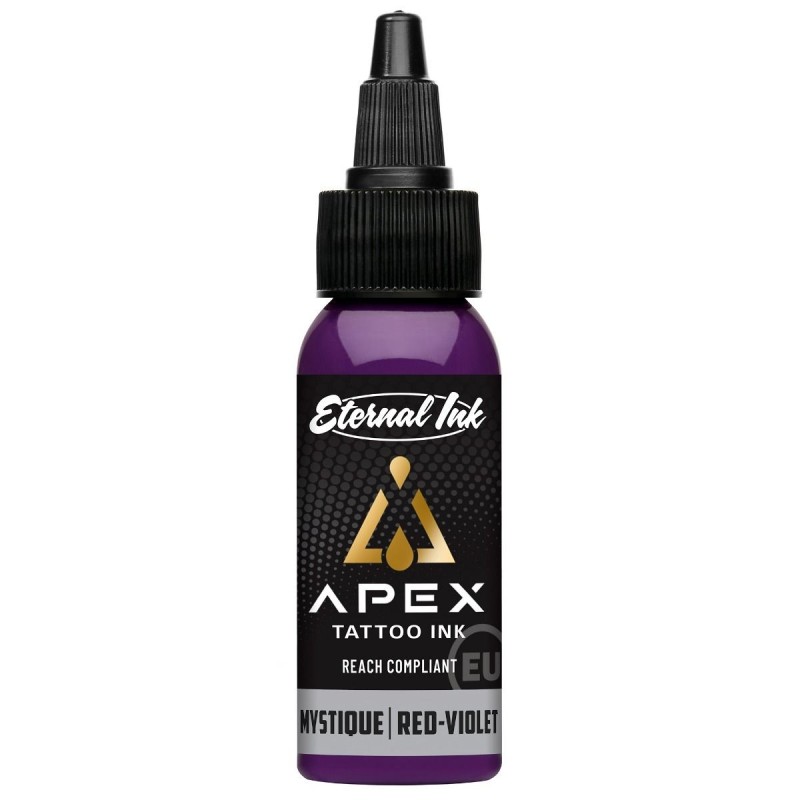 Eternal Ink
APEX
TATTOO INK
REACH COMPLIANT
EU
MYSTIQUE | RED-VIOLET